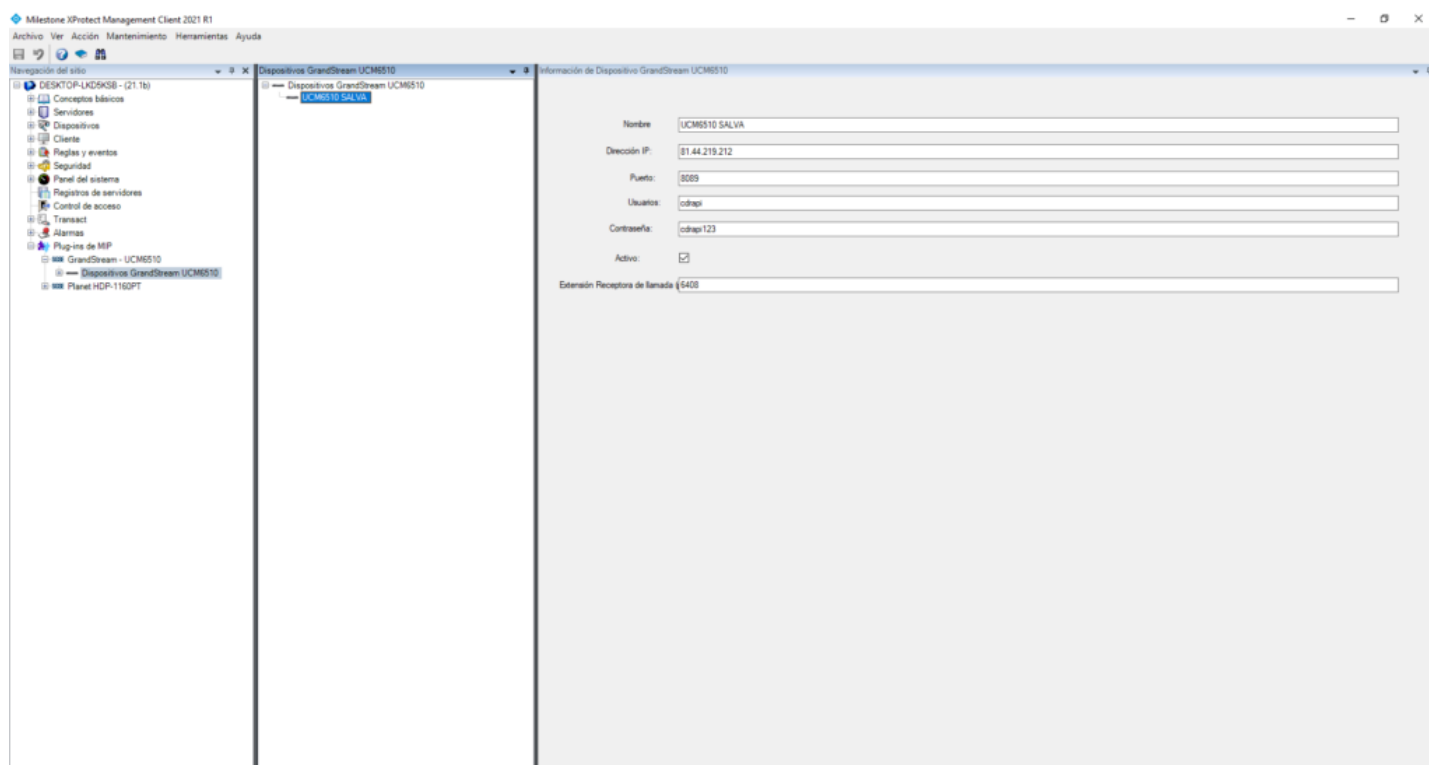 Milestone XProtect Management Client 2021 R1
Archivo Ver Acción Mantenimiento Herramientas Ayuda
Navegación del sitio
DESKTOP-LKD5KSB - (21.1b)
Conceptos básicos
Servidores
Dispositivos
Cliente
Reglas y eventos
Seguridad
Panel del sistema
Registros de servidores
Control de acceso
Transact
Alarmas
Plug-ins de MIP
GrandStream - UCM6510
Dispositivos GrandStream UCM6510
Planet HDP-1160PT
Dispositivos GrandStream UCM6510
Dispositivos GrandStream UCM6510
UCM6510 SALVA
Información de Dispositivo GrandStream UCM6510
Nombre UCM6510 SALVA
Dirección IP: 81.44.219.212
Puerto: 8089
Usuarios: cdrapi
Contraseña: cdrapi123
Activo:
Extensión Receptora de llamada 6408